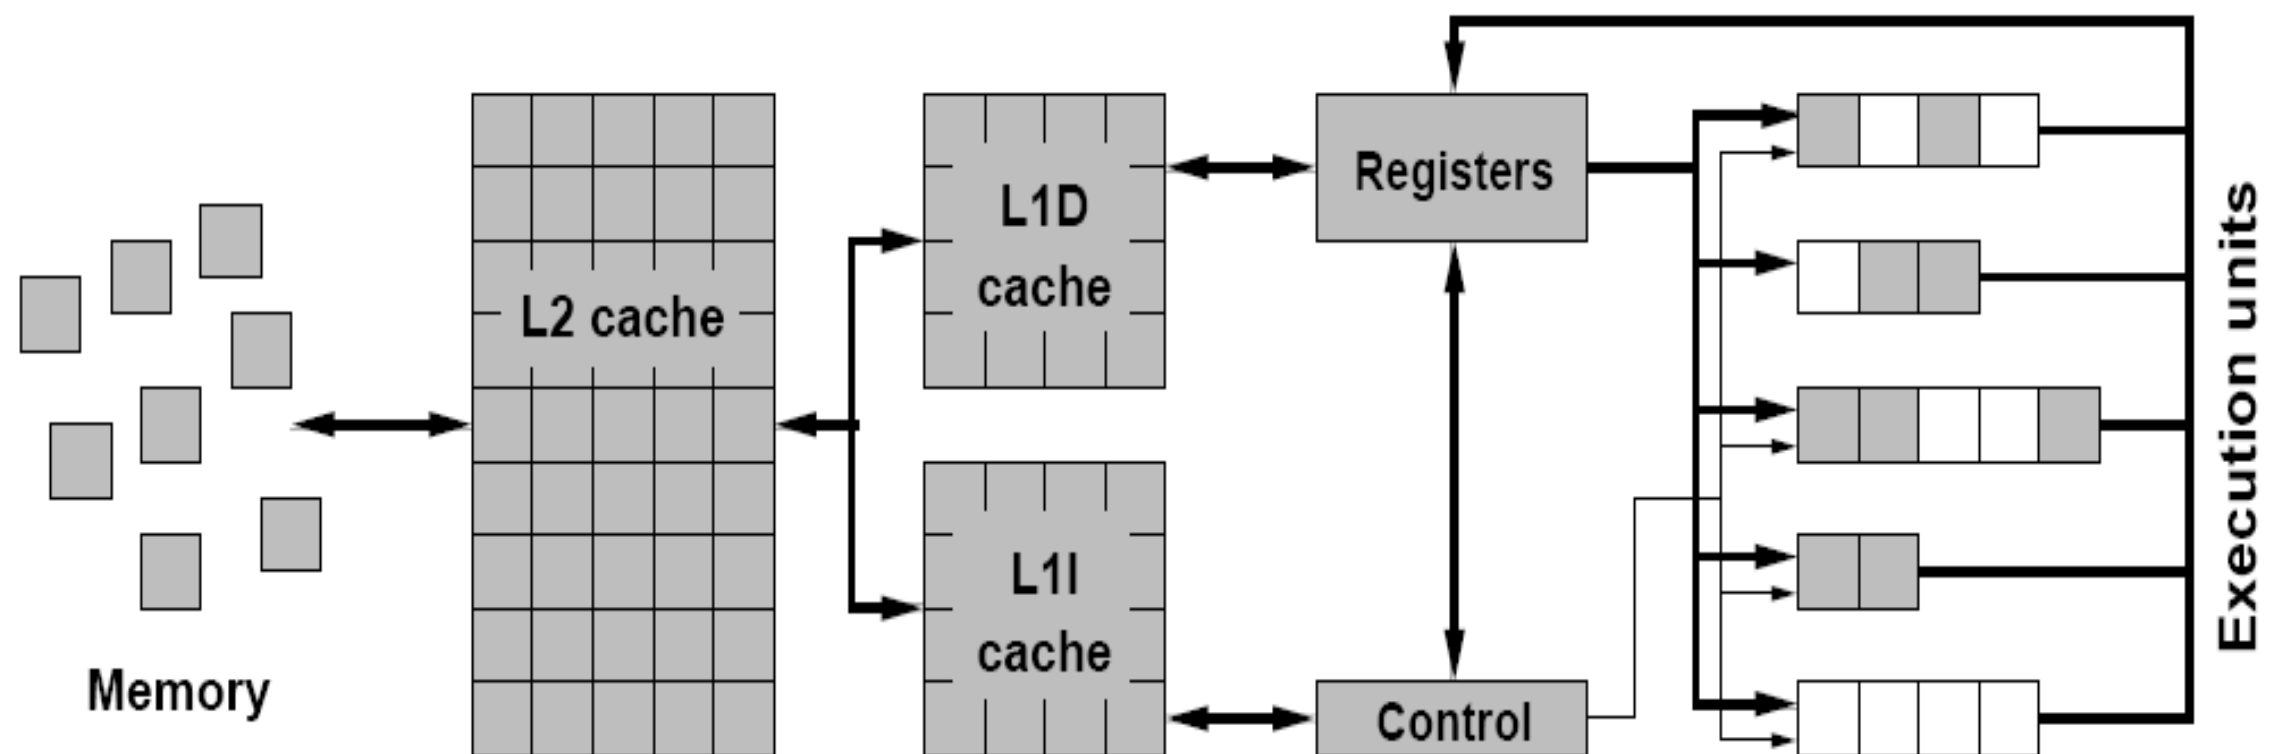 Memory
L2 cache
L1D
cache
L1I
cache
Registers
Control
Execution units